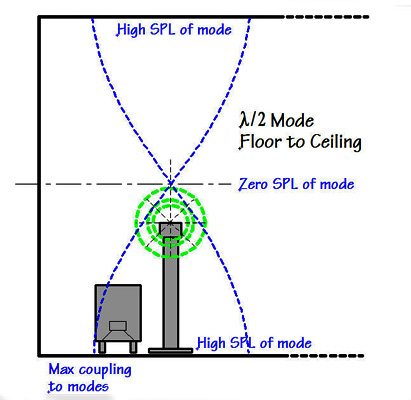 High SPL of mode
λ/2 Mode
Floor to Ceiling
Zero SPL of mode
High SPL of mode
Max coupling
to modes